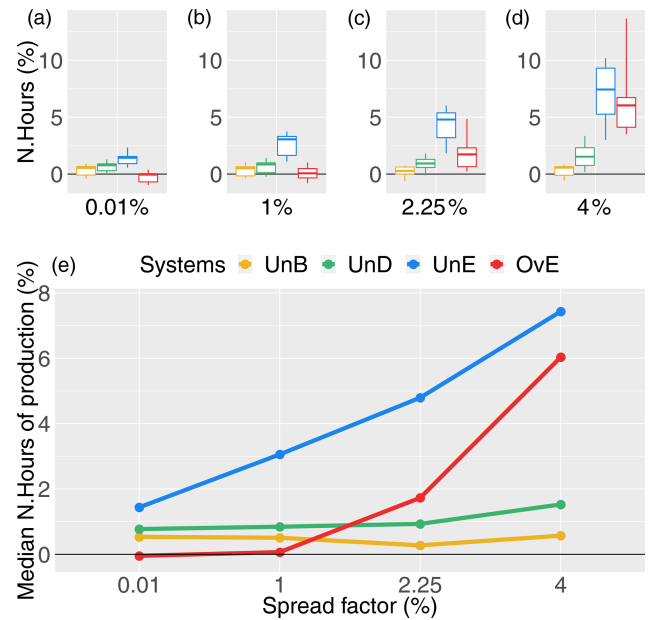 (a) (b) (c) (d)
N.Hours (%)
10 10 10 10
5 5 5 5
0 0 0 0
0.01% 1% 2.25% 4%
(e) Systems UnB UnD UnE OvE
Median N.Hours of production (%)
8
6
4
2
0
0.01 1 2.25 4
Spread factor (%)